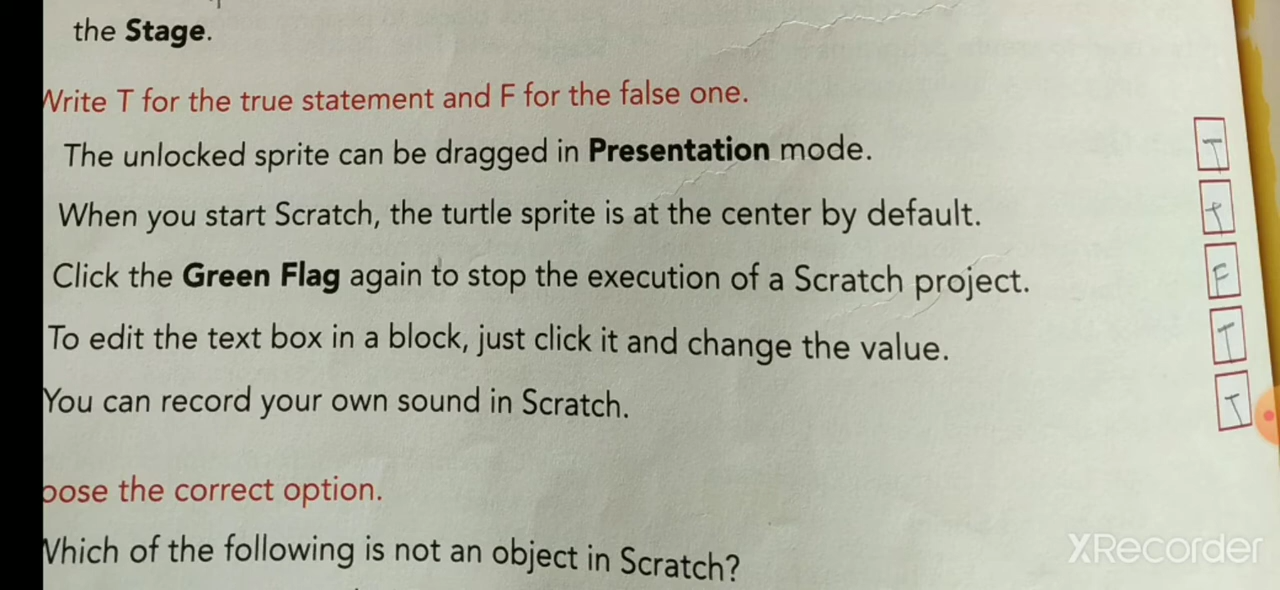 the Stage.
Write T for the true statement and F for the false one.
The unlocked sprite can be dragged in Presentation mode. T
When you start Scratch, the turtle sprite is at the center by default.
Click the Green Flag again to stop the execution of a Scratch project. F
To edit the text box in a block, just click it and change the value. T
You can record your own sound in Scratch. T
oose the correct option.
Which of the following is not an object in Scratch?
XRecorder